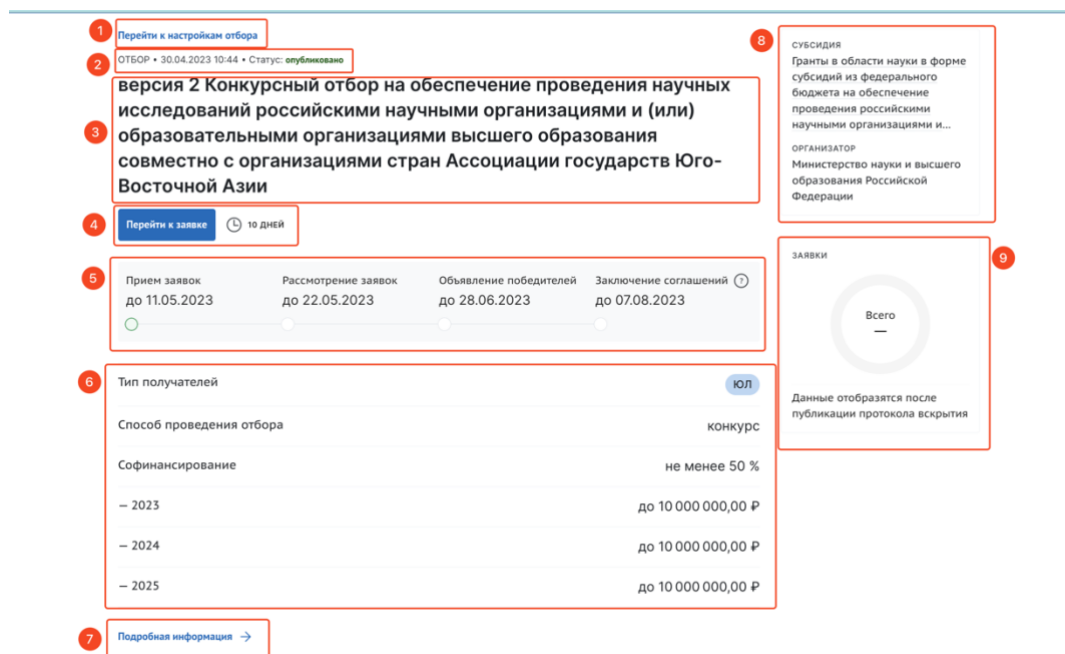 1
Перейти к настройкам отбора
2
ОТБОР • 30.04.2023 10:44 • Статус: опубликовано
3
версия 2 Конкурсный отбор на обеспечение проведения научных
исследований российскими научными организациями и (или)
образовательными организациями высшего образования
совместно с организациями стран Ассоциации государств Юго-
Восточной Азии
4
Перейти к заявке
10 ДНЕЙ
5
Прием заявок
до 11.05.2023
Рассмотрение заявок
до 22.05.2023
Объявление победителей
до 28.06.2023
Заключение соглашений ?
до 07.08.2023
6
Тип получателей ЮЛ
Способ проведения отбора конкурс
Софинансирование не менее 50 %
— 2023 до 10 000 000,00 ₽
— 2024 до 10 000 000,00 ₽
— 2025 до 10 000 000,00 ₽
7
Подробная информация →
8
СУБСИДИЯ
Гранты в области науки в форме
субсидий из федерального
бюджета на обеспечение
проведения российскими
научными организациями и...
ОРГАНИЗАТОР
Министерство науки и высшего
образования Российской
Федерации
9
ЗАЯВКИ
Всего
—
Данные отобразятся после
публикации протокола вскрытия